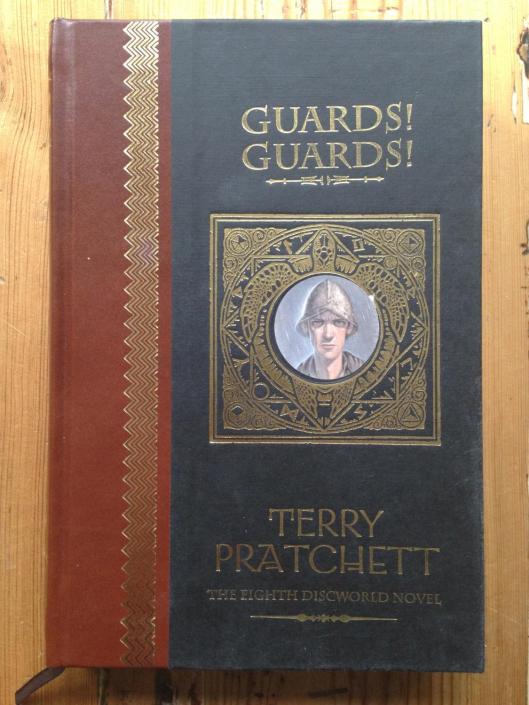 GUARDS!
GUARDS!
TERRY
PRATCHETT
THE EIGHTH DISCWORLD NOVEL